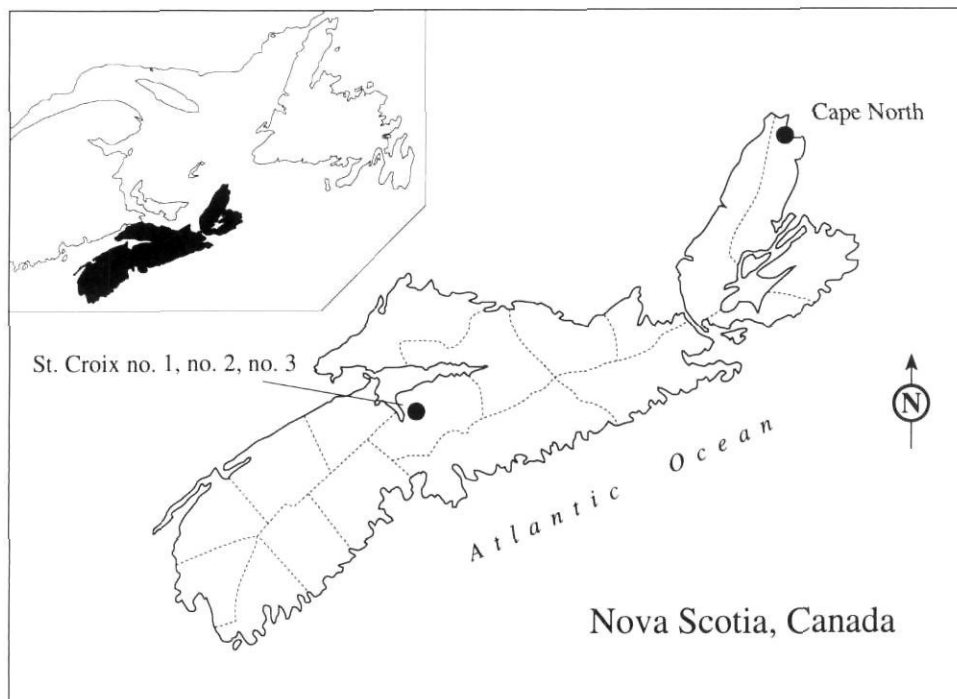 Cape North
St. Croix no. 1, no. 2, no. 3
N
Atlantic Ocean
Nova Scotia, Canada